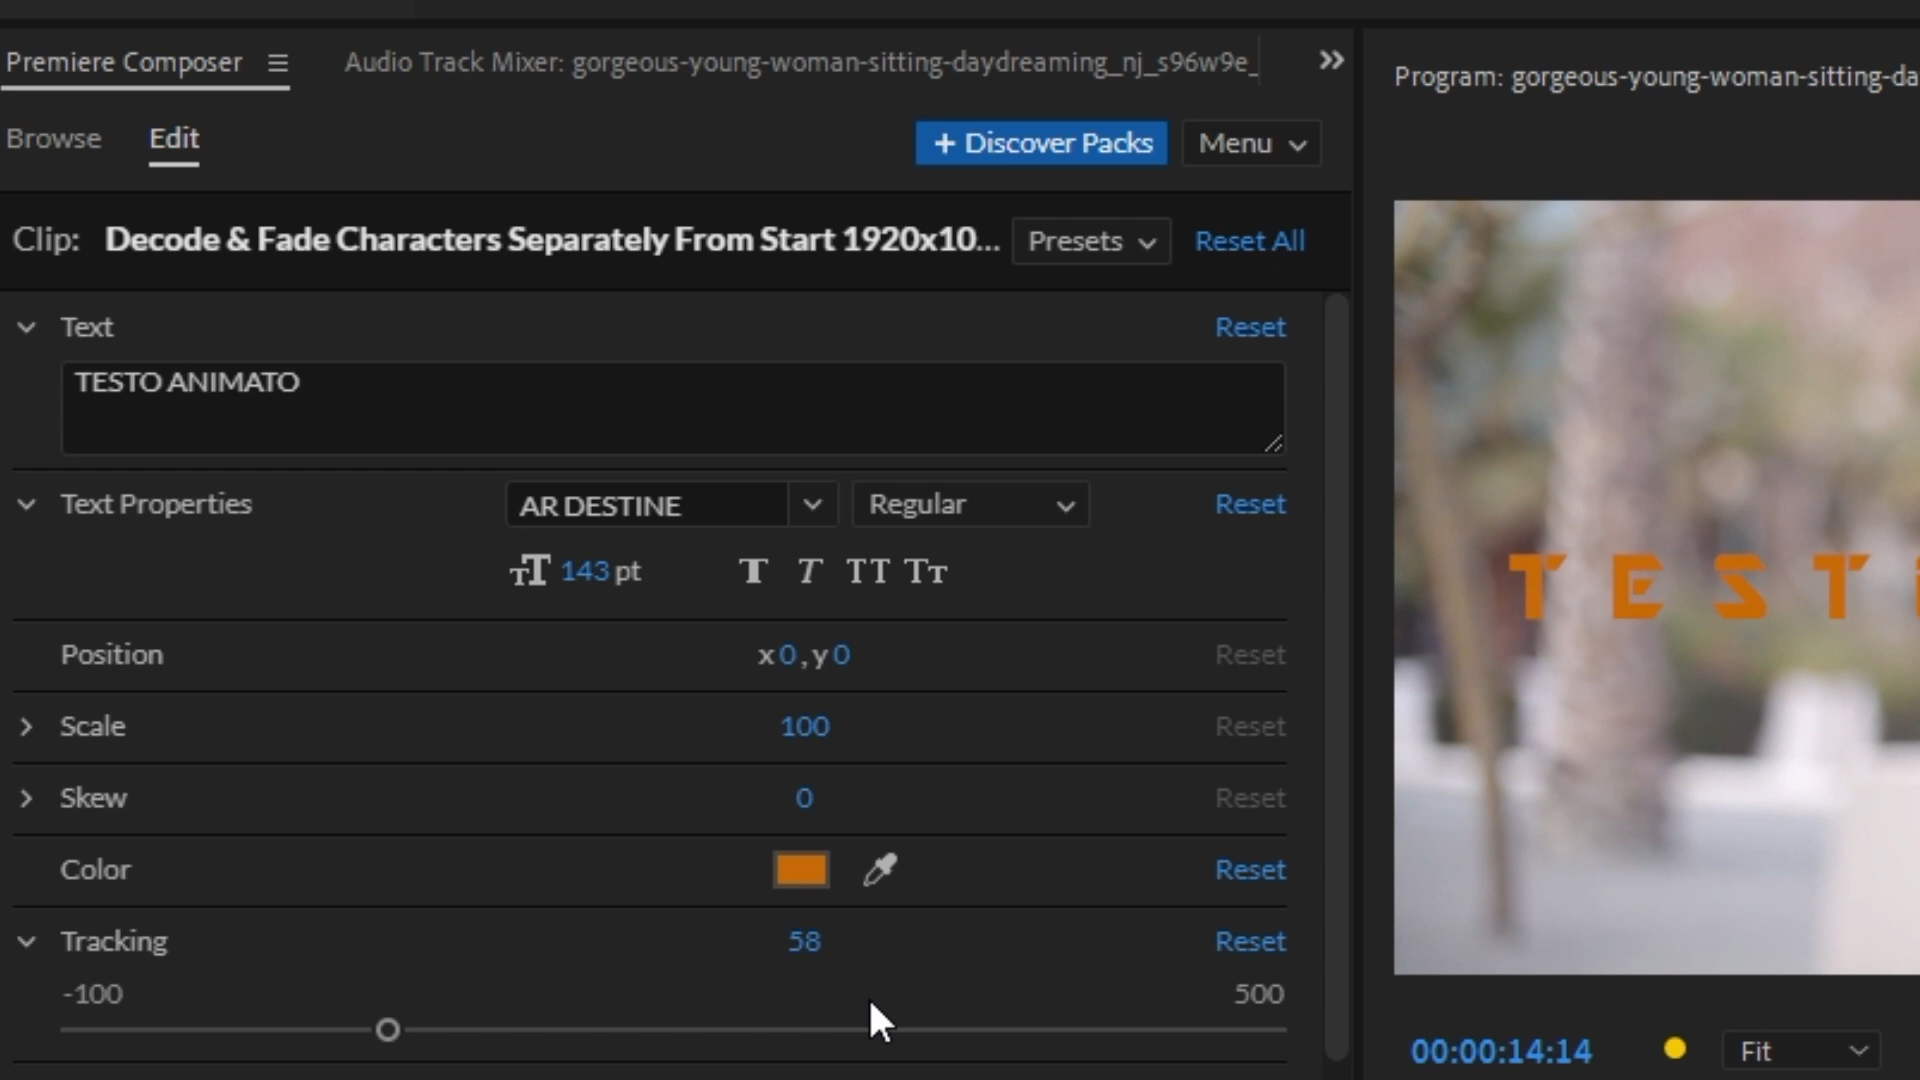 Premiere Composer
Audio Track Mixer: gorgeous-young-woman-sitting-daydreaming_nj_s96w9e_
Program: gorgeous-young-woman-sitting-da
Browse
Edit
+ Discover Packs
Menu
Clip: Decode & Fade Characters Separately From Start 1920x10...
Presets
Reset All
Text
Reset
TESTO ANIMATO
Text Properties
AR DESTINE
Regular
Reset
TT 143 pt
T T TT Tт
Position
x 0 , y 0
Reset
Scale
100
Reset
Skew
0
Reset
Color
Reset
Tracking
58
Reset
-100
500
TEST
00:00:14:14
Fit